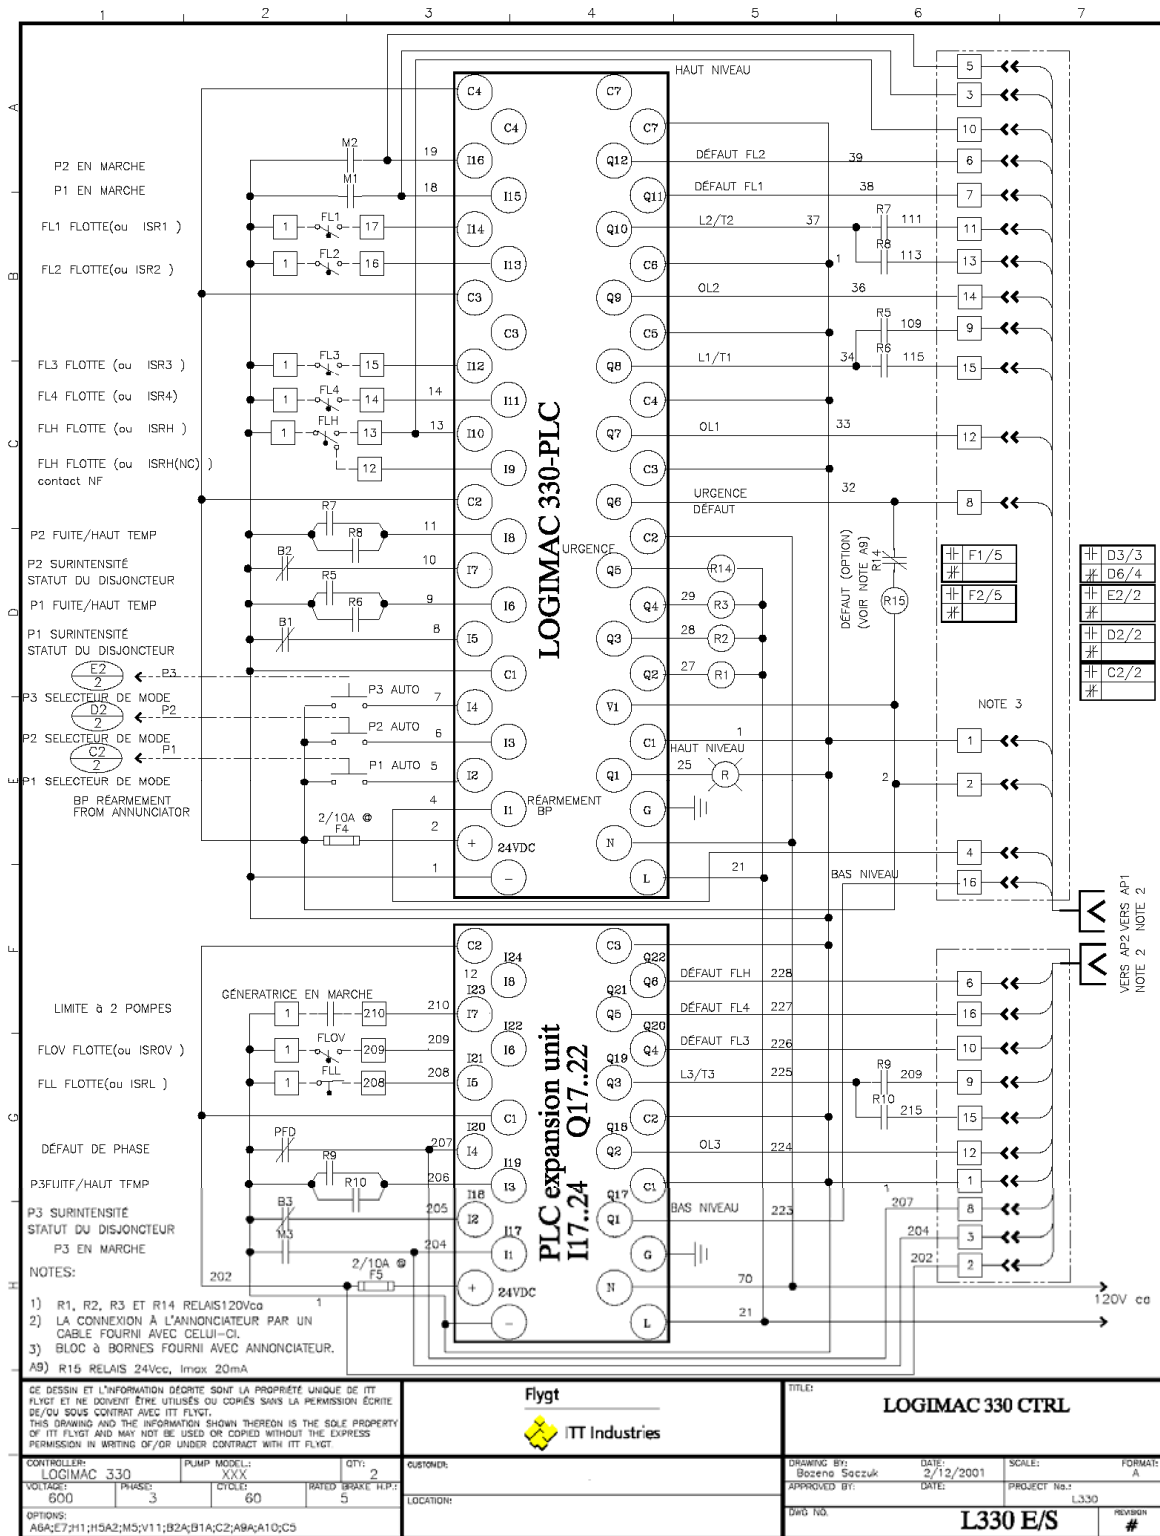 1 2 3 4 5 6 7
A
B
C
D
E
F
G
H
HAUT NIVEAU
P2 EN MARCHE
M2
19
P1 EN MARCHE
M1
18
FL1 FLOTTE(ou ISR1 )
1
FL1
17
FL2 FLOTTE(ou ISR2 )
1
FL2
16
FL3 FLOTTE (ou ISR3 )
1
FL3
15
FL4 FLOTTE (ou ISR4)
1
FL4
14
14
FLH FLOTTE (ou ISRH )
1
FLH
13
13
FLH FLOTTE (ou ISRH(NC) )
contact NF
12
P2 FUITE/HAUT TEMP
R7
R8
11
P2 SURINTENSITÉ
STATUT DU DISJONCTEUR
B2
10
P1 FUITE/HAUT TEMP
R5
R6
9
P1 SURINTENSITÉ
STATUT DU DISJONCTEUR
B1
8
E2
2
P3
P3 SELECTEUR DE MODE
P3 AUTO
7
D2
2
P2
P2 SELECTEUR DE MODE
P2 AUTO
6
C2
2
P1
P1 SELECTEUR DE MODE
P1 AUTO
5
BP RÉARMEMENT
FROM ANNUNCIATOR
4
2/10A @
F4
2
1
LOGIMAC 330-PLC
C4
C4
I16
I15
I14
I13
C3
C3
I12
I11
I10
I9
C2
I8
I7
I6
I5
C1
I4
I3
I2
I1
RÉARMEMENT
BP
+
24VDC
-
C7
C7
Q12
Q11
Q10
C6
Q9
C5
Q8
C4
Q7
C3
Q6
C2
URGENCE
Q5
Q4
Q3
Q2
V1
C1
Q1
G
N
L
DÉFAUT FL2
39
DÉFAUT FL1
38
L2/T2
37
R7
111
R8
113
1
OL2
36
R5
109
L1/T1
34
R6
115
OL1
33
URGENCE
DÉFAUT
32
R14
29
R3
28
R2
27
R1
1
HAUT NIVEAU
25
R
21
DÉFAUT (OPTION)
(VOIR NOTE A9)
R14
R15
2
BAS NIVEAU
5
3
10
6
7
11
13
14
9
15
12
8
F1/5
F2/5
D3/3
D6/4
E2/2
D2/2
C2/2
NOTE 3
1
2
4
16
VERS AP1
NOTE 2
VERS AP2
NOTE 2
PLC expansion unit
I17..24 Q17..22
C2
I24
12
I8
I23
I7
I22
I6
I21
I5
C1
I20
I4
I19
I3
I18
I2
I17
I1
+
24VDC
-
C3
Q22
Q6
Q21
Q5
Q20
Q4
Q19
Q3
C2
Q18
Q2
C1
Q17
Q1
G
N
L
LIMITE à 2 POMPES
GÉNERATRICE EN MARCHE
1
210
210
FLOV FLOTTE(ou ISROV )
1
FLOV
209
209
FLL FLOTTE(ou ISRL )
1
FLL
208
208
DÉFAUT DE PHASE
PFD
207
P3FUITE/HAUT TEMP
R9
R10
206
P3 SURINTENSITÉ
STATUT DU DISJONCTEUR
B3
205
P3 EN MARCHE
M3
204
202
2/10A @
F5
1
DÉFAUT FLH
228
DÉFAUT FL4
227
DÉFAUT FL3
226
L3/T3
225
R9
209
R10
215
OL3
224
1
BAS NIVEAU
223
207
204
202
70
21
120V ca
6
16
10
9
15
12
1
8
3
2
NOTES:
1) R1, R2, R3 ET R14 RELAIS120Vca
2) LA CONNEXION À L'ANNONCIATEUR PAR UN
CABLE FOURNI AVEC CELUI-CI.
3) BLOC à BORNES FOURNI AVEC ANNONCIATEUR.
A9) R15 RELAIS 24Vcc, Imax 20mA
CE DESSIN ET L'INFORMATION DÉCRITE SONT LA PROPRIÉTÉ UNIQUE DE ITT
FLYGT ET NE DOIVENT ÊTRE UTILISÉS OU COPIÉS SANS LA PERMISSION ÉCRITE
DE/OU SOUS CONTRAT AVEC ITT FLYGT.
THIS DRAWING AND THE INFORMATION SHOWN THEREON IS THE SOLE PROPERTY
OF ITT FLYGT AND MAY NOT BE USED OR COPIED WITHOUT THE EXPRESS
PERMISSION IN WRITING OF/OR UNDER CONTRACT WITH ITT FLYGT.
Flygt
ITT Industries
TITLE:
LOGIMAC 330 CTRL
CONTROLLER:
LOGIMAC 330
PUMP MODEL:
XXX
QTY:
2
VOLTAGE:
600
PHASE:
3
CYCLE:
60
RATED BRAKE H.P.:
5
OPTIONS:
A6A;E7;H1;H5A2;M5;V11;B2A;B1A;C2;A9A;A10;C5
CUSTOMER:
LOCATION:
DRAWING BY:
Bozena Saczuk
DATE:
2/12/2001
SCALE:
FORMAT:
A
APPROVED BY:
DATE:
PROJECT No.:
L330
DWG NO.
L330 E/S
REVISION
#